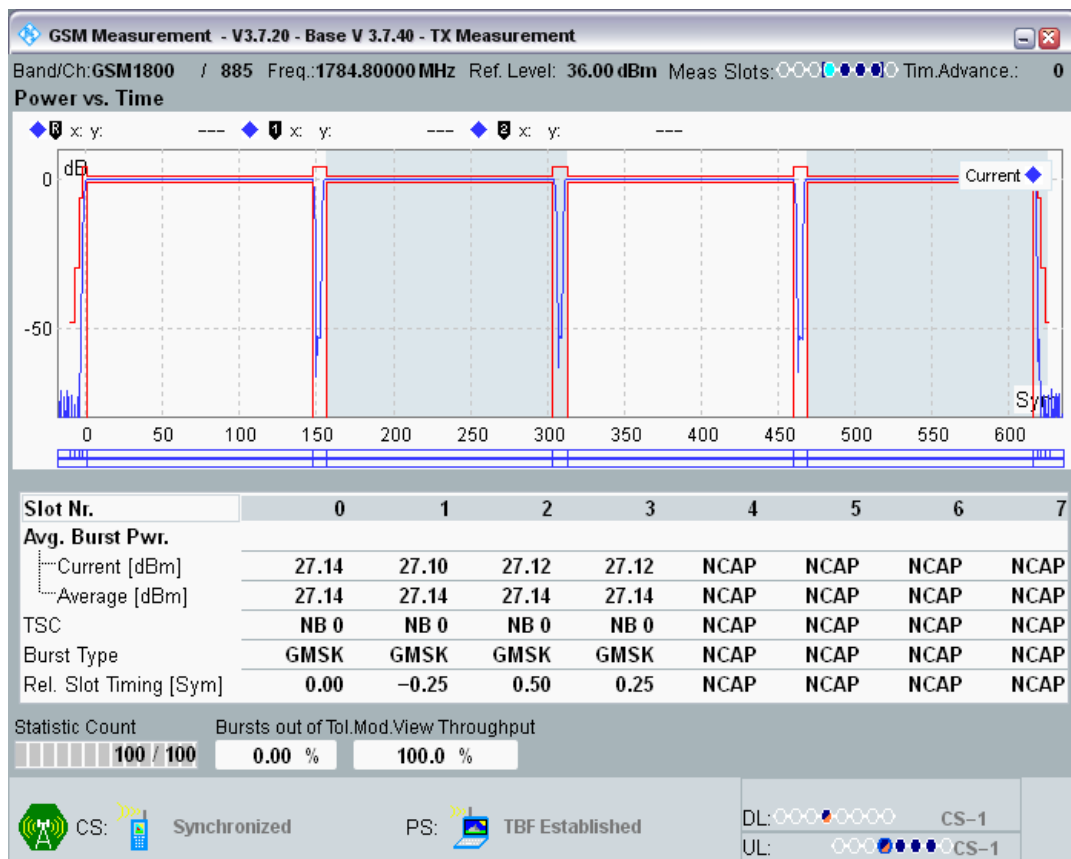 GSM Measurement - V3.7.20 - Base V 3.7.40 - TX Measurement
Band/Ch:GSM1800 / 885 Freq.:1784.80000 MHz Ref. Level: 36.00 dBm Meas Slots: Tim.Advance.: 0
Power vs. Time
R x: y: --- 1 x: y: --- 2 x: y: ---
dB
Current
0
-50
Sym
0 50 100 150 200 250 300 350 400 450 500 550 600
Slot Nr. 0 1 2 3 4 5 6 7
Avg. Burst Pwr.
Current [dBm] 27.14 27.10 27.12 27.12 NCAP NCAP NCAP NCAP
Average [dBm] 27.14 27.14 27.14 27.14 NCAP NCAP NCAP NCAP
TSC NB 0 NB 0 NB 0 NB 0 NCAP NCAP NCAP NCAP
Burst Type GMSK GMSK GMSK GMSK NCAP NCAP NCAP NCAP
Rel. Slot Timing [Sym] 0.00 −0.25 0.50 0.25 NCAP NCAP NCAP NCAP
Statistic Count Bursts out of Tol.Mod.View Throughput
100 / 100 0.00 % 100.0 %
CS: Synchronized PS: TBF Established
DL: CS−1
UL: CS−1